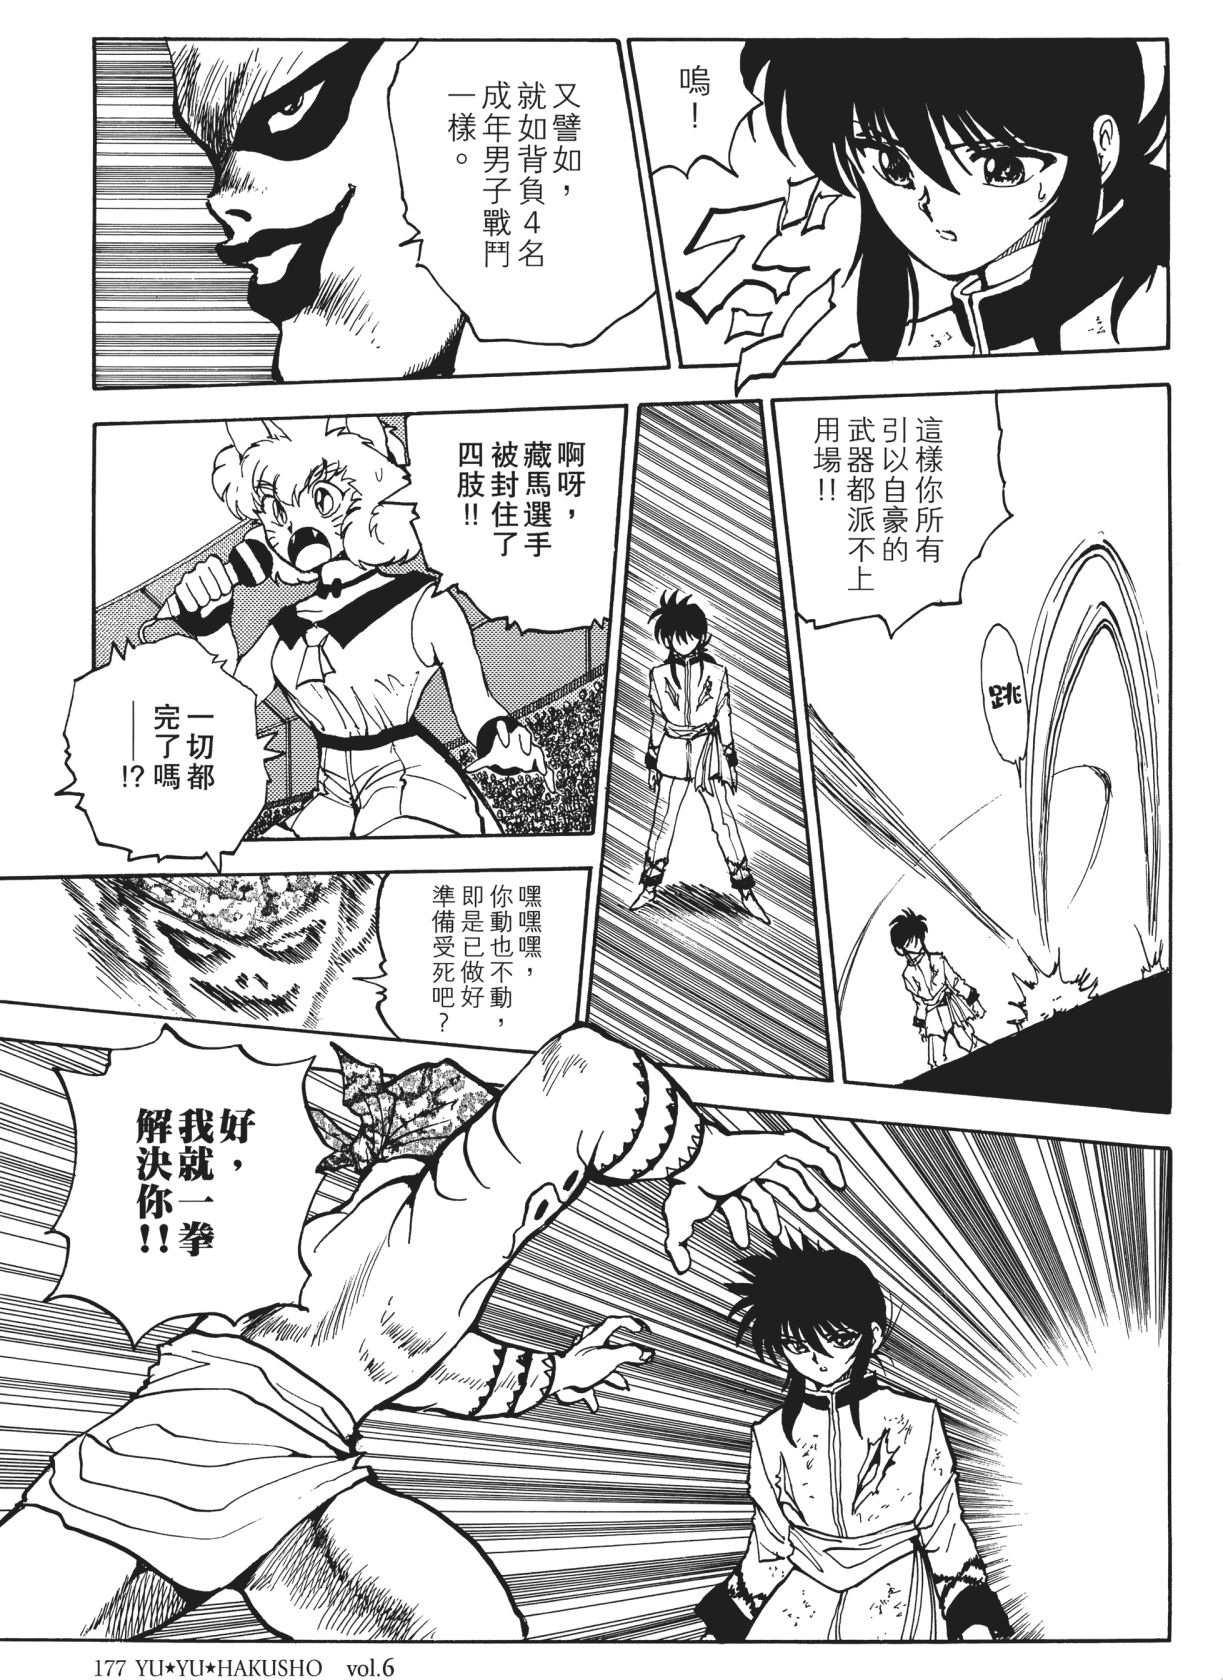 嗚！
又譬如，
就如背負４名
成年男子戰鬥
一樣。
這樣你所有
引以自豪的
武器都派不上
用場!!
跳
啊呀，
藏馬選手
被封住了
四肢!!
一切都
完了嗎
——!?
嘿嘿嘿，
你動也不動，
即是已做好
準備受死吧？
好，
我就一拳
解決你!!
177 YU★YU★HAKUSHO vol.6